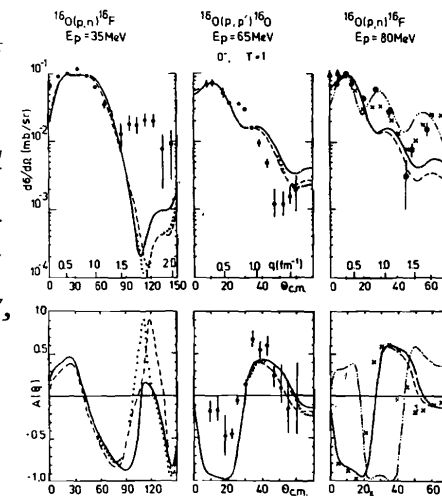 16O(p,n)16F 16O(p,p')16O 16O(p,n)16F
Ep=35MeV Ep=65MeV Ep=80MeV
0-, T=1
dσ/dΩ (mb/sr)
10-1
10-2
10-3
10-4
0.5 1.0 1.5 2.0 0.5 1.0 q(fm-1) 0.5 1.0 1.5
0 30 60 90 120 150 0 20 40 60 θc.m. 0 20 40 60
A(θ)
1.0
0.5
0
-0.5
-1.0
0 30 60 90 120 0 20 40 θc.m. 0 20 40 60